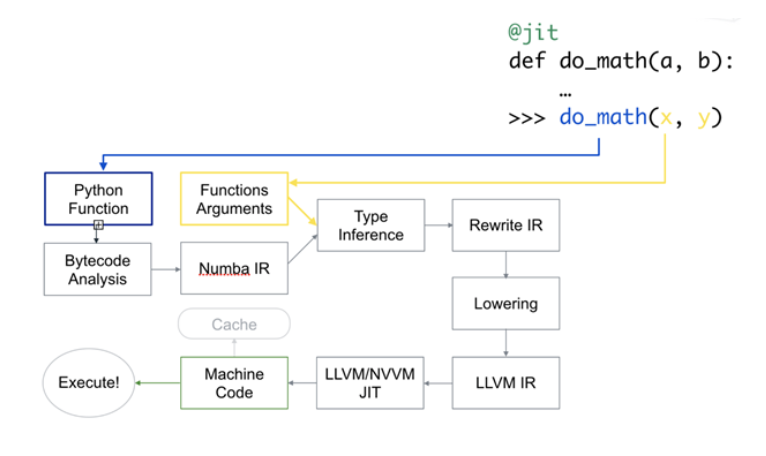 @jit
def do_math(a, b):
…
>>> do_math(x, y)
Python
Function
Functions
Arguments
Type
Inference
Rewrite IR
Bytecode
Analysis
Numba IR
Lowering
Cache
Execute!
Machine
Code
LLVM/NVVM
JIT
LLVM IR